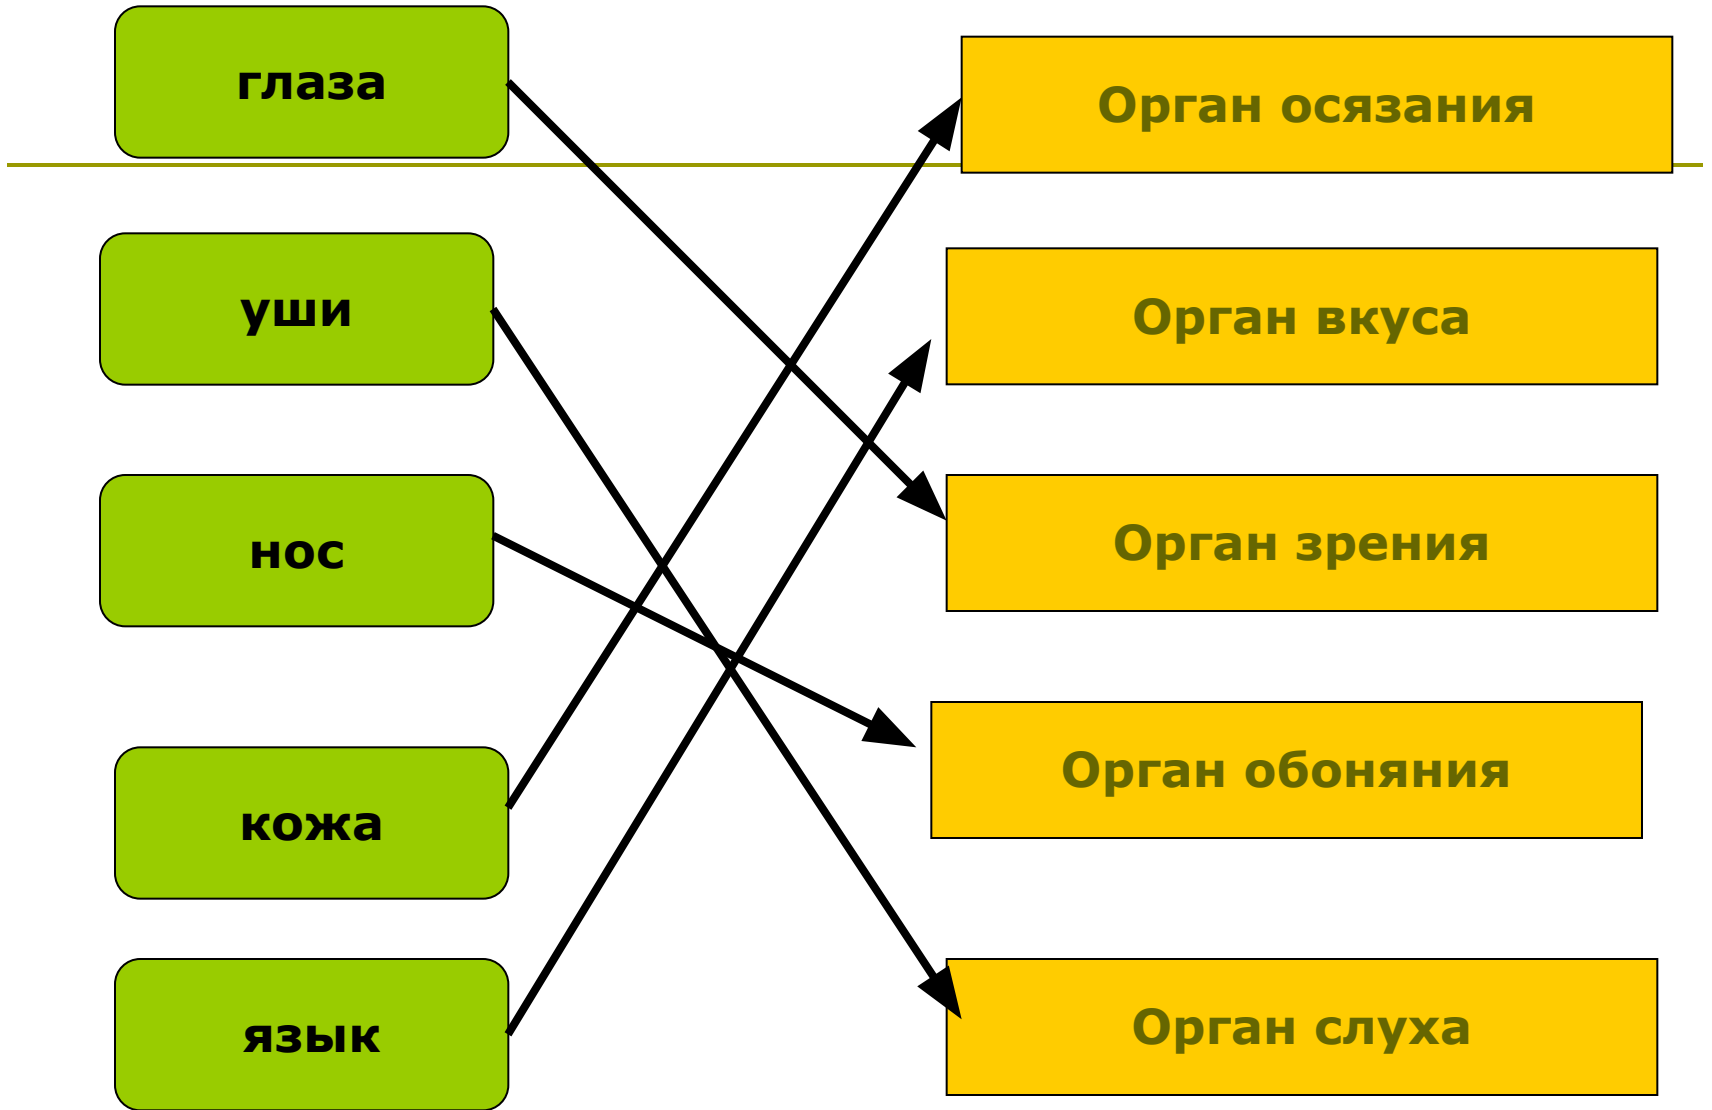 глаза
Орган осязания
уши
Орган вкуса
нос
Орган зрения
кожа
Орган обоняния
язык
Орган слуха